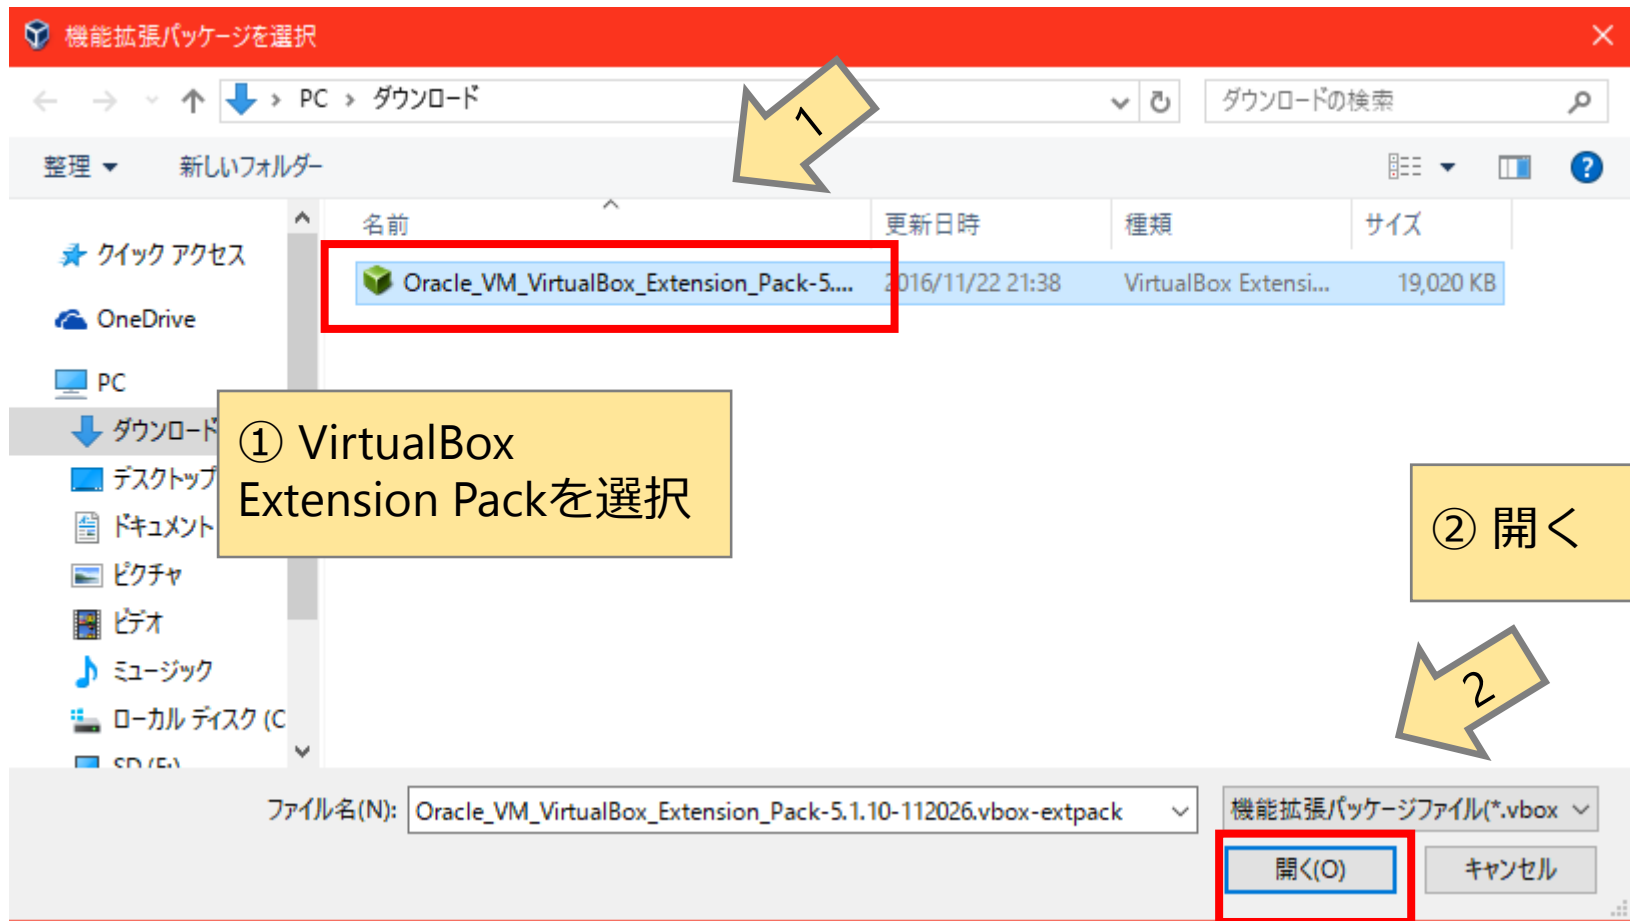 機能拡張パッケージを選択
PC > ダウンロード
ダウンロードの検索
整理
新しいフォルダー
1
名前
更新日時
種類
サイズ
クイック アクセス
Oracle_VM_VirtualBox_Extension_Pack-5....
2016/11/22 21:38
VirtualBox Extensi...
19,020 KB
OneDrive
PC
ダウンロード
デスクトップ
ドキュメント
ピクチャ
ビデオ
ミュージック
ローカル ディスク (C
① VirtualBox
Extension Packを選択
② 開く
2
ファイル名(N):
Oracle_VM_VirtualBox_Extension_Pack-5.1.10-112026.vbox-extpack
機能拡張パッケージファイル(*.vbox
開く(O)
キャンセル